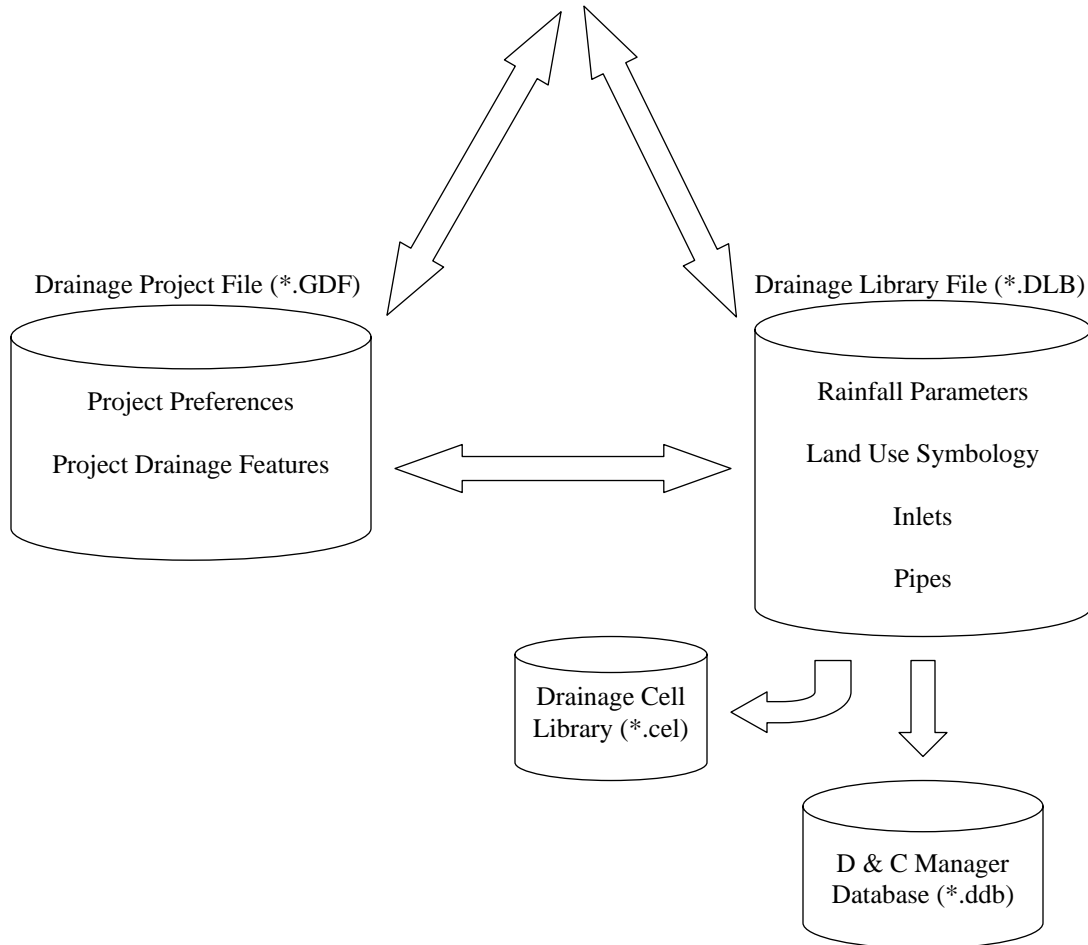 Drainage Project File (*.GDF)
Project Preferences
Project Drainage Features
Drainage Library File (*.DLB)
Rainfall Parameters
Land Use Symbology
Inlets
Pipes
Drainage Cell
Library (*.cel)
D & C Manager
Database (*.ddb)